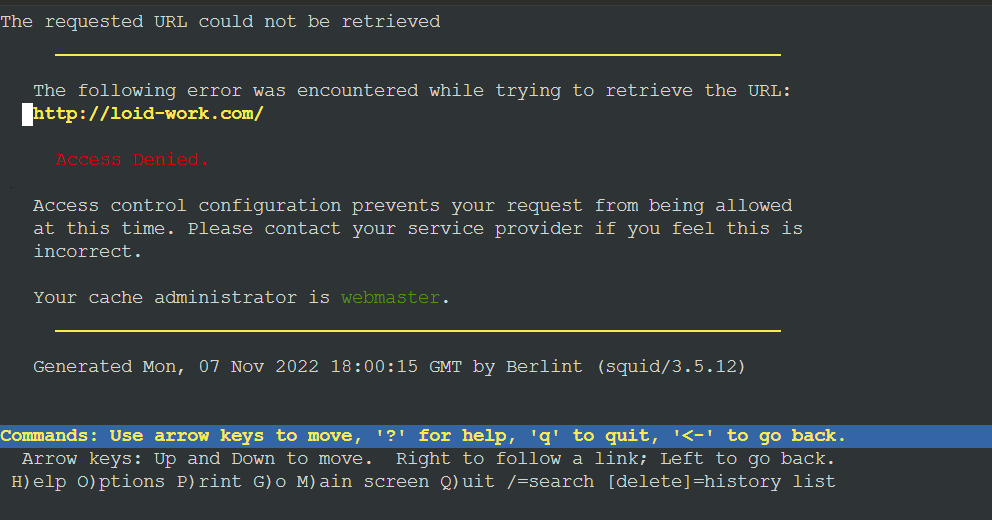 The requested URL could not be retrieved
The following error was encountered while trying to retrieve the URL:
http://loid-work.com/
Access Denied.
Access control configuration prevents your request from being allowed
at this time. Please contact your service provider if you feel this is
incorrect.
Your cache administrator is webmaster.
Generated Mon, 07 Nov 2022 18:00:15 GMT by Berlint (squid/3.5.12)
Commands: Use arrow keys to move, '?' for help, 'q' to quit, '<-' to go back.
Arrow keys: Up and Down to move.  Right to follow a link; Left to go back.
H)elp O)ptions P)rint G)o M)ain screen Q)uit /=search [delete]=history list